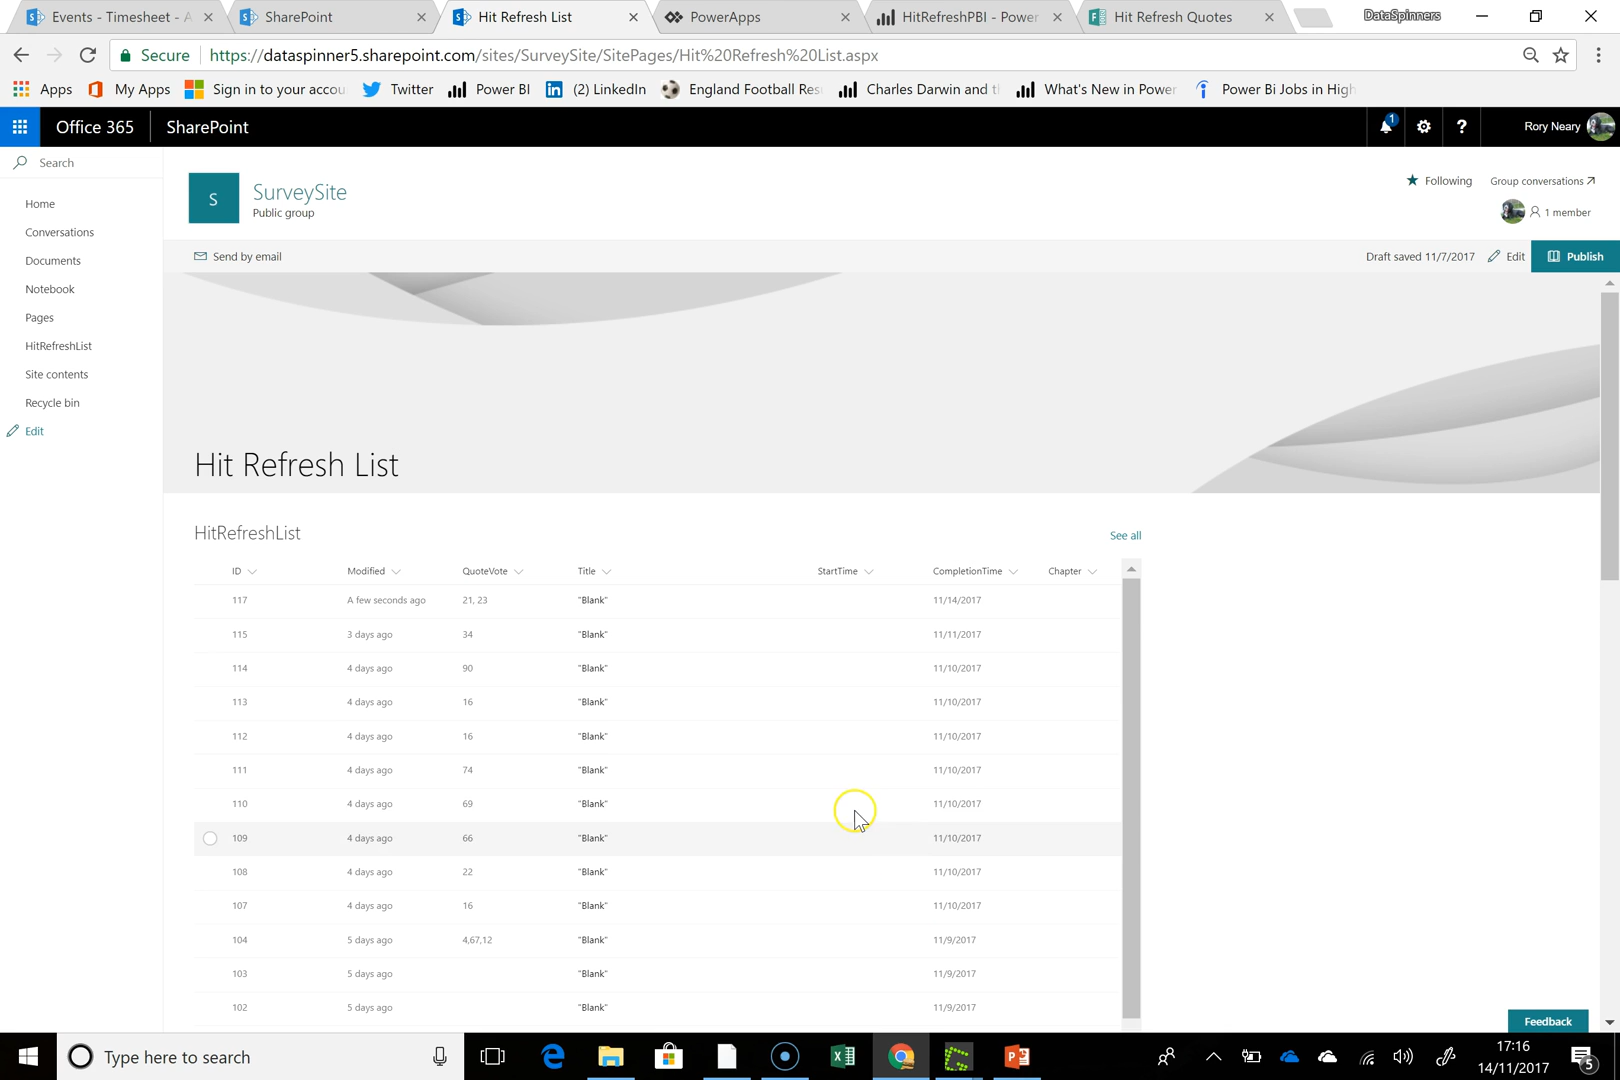 Events - Timesheet - A
SharePoint
Hit Refresh List
PowerApps
HitRefreshPBI - Power
Hit Refresh Quotes
DataSpinners
Secure
https://dataspinner5.sharepoint.com/sites/SurveySite/SitePages/Hit%20Refresh%20List.aspx
Apps
My Apps
Sign in to your accou
Twitter
Power BI
(2) LinkedIn
England Football Res
Charles Darwin and t
What's New in Power
Power Bi Jobs in High
Office 365
SharePoint
1
Rory Neary
Search
Home
Conversations
Documents
Notebook
Pages
HitRefreshList
Site contents
Recycle bin
Edit
S
SurveySite
Public group
Following
Group conversations
1 member
Send by email
Draft saved 11/7/2017
Edit
Publish
Hit Refresh List
HitRefreshList
See all
ID Modified QuoteVote Title StartTime CompletionTime Chapter
117 A few seconds ago 21, 23 "Blank" 11/14/2017
115 3 days ago 34 "Blank" 11/11/2017
114 4 days ago 90 "Blank" 11/10/2017
113 4 days ago 16 "Blank" 11/10/2017
112 4 days ago 16 "Blank" 11/10/2017
111 4 days ago 74 "Blank" 11/10/2017
110 4 days ago 69 "Blank" 11/10/2017
109 4 days ago 66 "Blank" 11/10/2017
108 4 days ago 22 "Blank" 11/10/2017
107 4 days ago 16 "Blank" 11/10/2017
104 5 days ago 4,67,12 "Blank" 11/9/2017
103 5 days ago "Blank" 11/9/2017
102 5 days ago "Blank" 11/9/2017
Feedback
Type here to search
17:16
14/11/2017
5